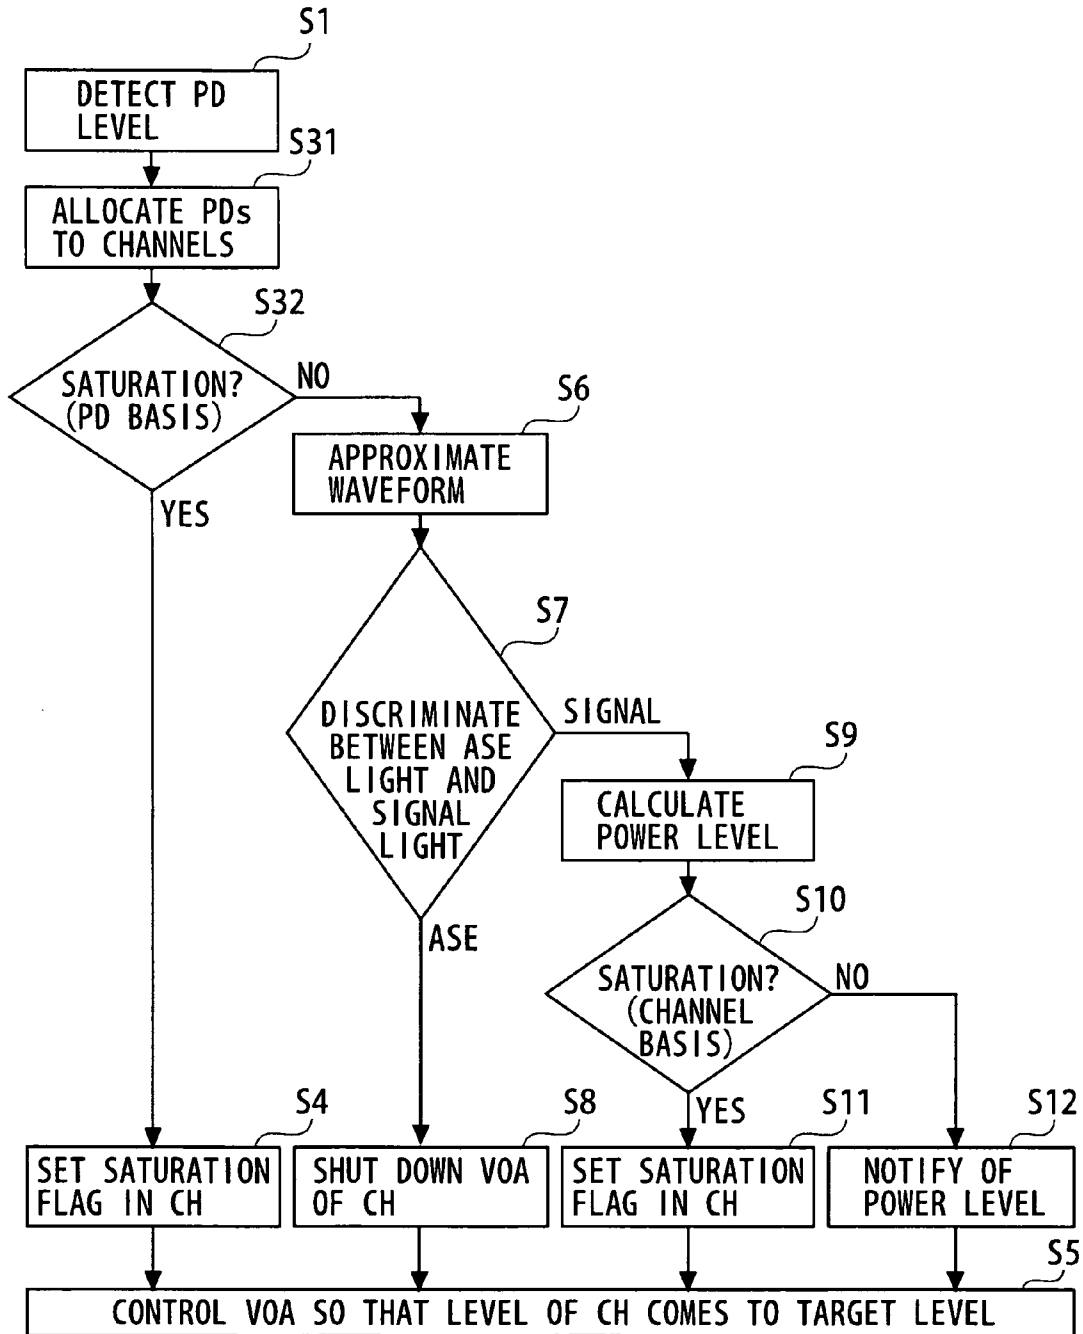 S1
DETECT PD
LEVEL
S31
ALLOCATE PDs
TO CHANNELS
S32
SATURATION?
(PD BASIS)
NO
YES
S6
APPROXIMATE
WAVEFORM
S7
DISCRIMINATE
BETWEEN ASE
LIGHT AND
SIGNAL
LIGHT
SIGNAL
ASE
S9
CALCULATE
POWER LEVEL
S10
SATURATION?
(CHANNEL
BASIS)
NO
YES
S4
SET SATURATION
FLAG IN CH
S8
SHUT DOWN VOA
OF CH
S11
SET SATURATION
FLAG IN CH
S12
NOTIFY OF
POWER LEVEL
S5
CONTROL VOA SO THAT LEVEL OF CH COMES TO TARGET LEVEL